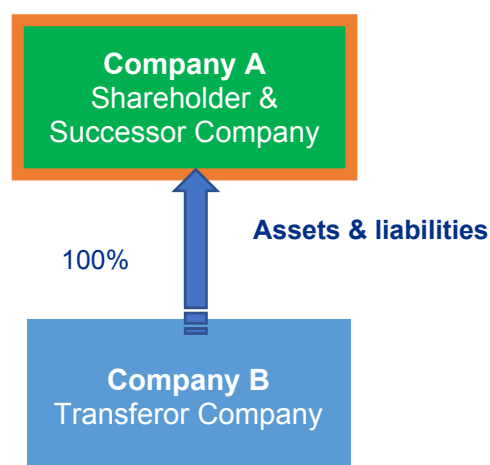 Company A
Shareholder &
Successor Company
Assets & liabilities
100%
Company B
Transferor Company